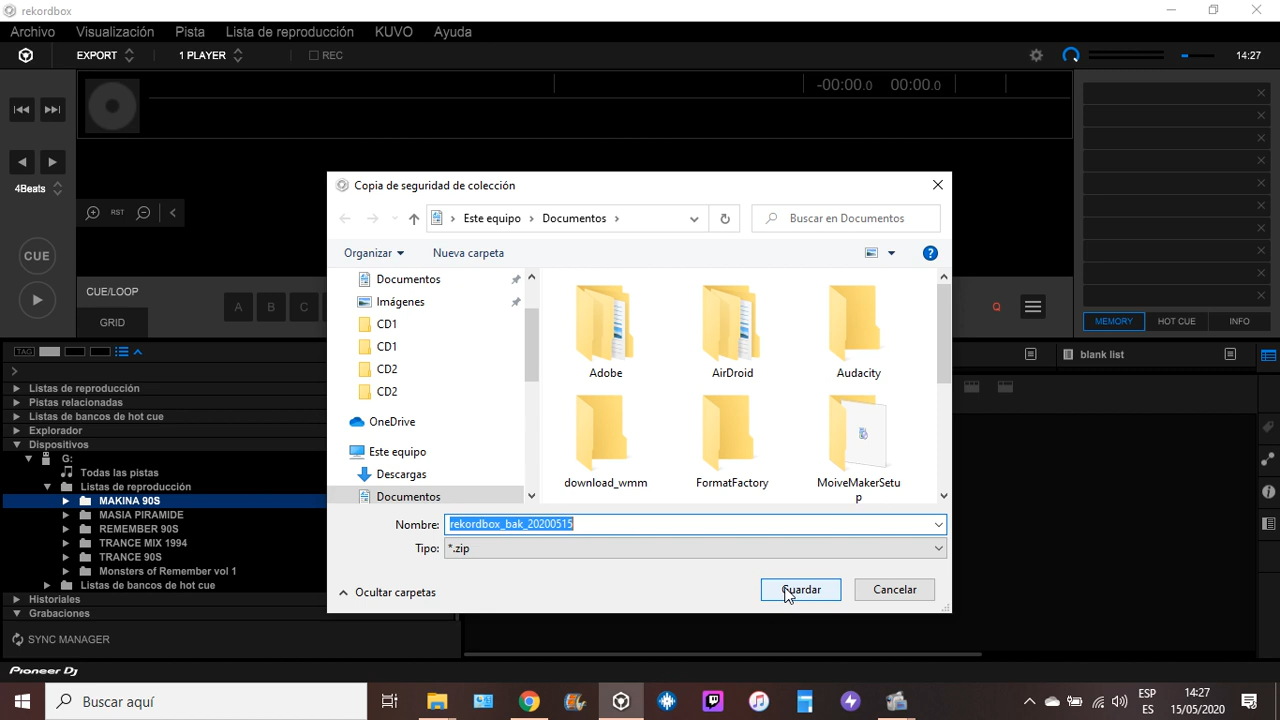 rekordbox
Archivo Visualización Pista Lista de reproducción KUVO Ayuda
EXPORT 1 PLAYER REC 14:27
-00:00.0 00:00.0
4Beats
RST
CUE
CUE/LOOP
GRID
A B C
Q
MEMORY HOT CUE INFO
Copia de seguridad de colección
Este equipo > Documentos >
Buscar en Documentos
Organizar Nueva carpeta
Documentos
Imágenes
CD1
CD1
CD2
CD2
OneDrive
Este equipo
Descargas
Documentos
Adobe AirDroid Audacity
download_wmm FormatFactory MoiveMakerSetu
p
Nombre: rekordbox_bak_20200515
Tipo: *.zip
Ocultar carpetas
Guardar Cancelar
TAG
blank list
Listas de reproducción
Pistas relacionadas
Listas de bancos de hot cue
Explorador
Dispositivos
G:
Todas las pistas
Listas de reproducción
MAKINA 90S
MASIA PIRAMIDE
REMEMBER 90S
TRANCE MIX 1994
TRANCE 90S
Monsters of Remember vol 1
Listas de bancos de hot cue
Historiales
Grabaciones
SYNC MANAGER
Pioneer Dj
Buscar aquí
ESP
ES
14:27
15/05/2020